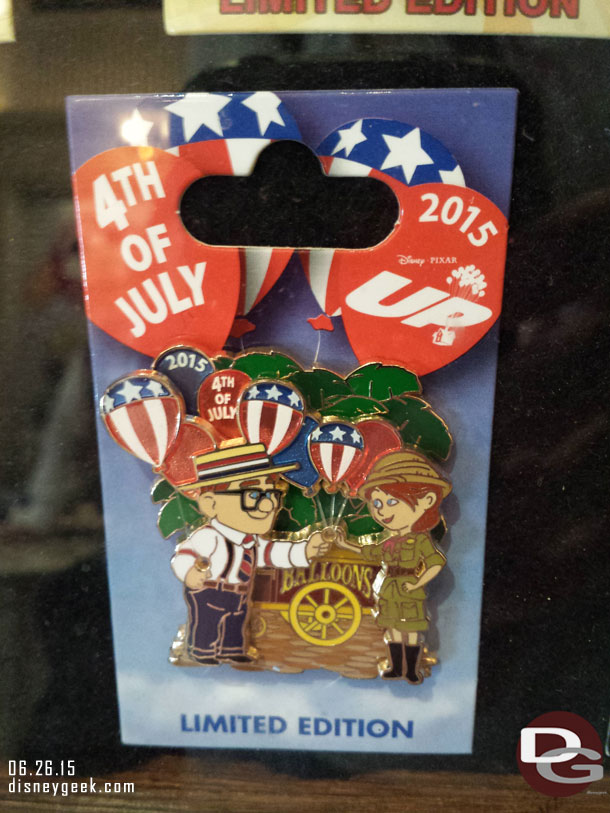 LIMITED EDITION
4TH
OF
JULY
2015
Disney · PIXAR
UP
2015
4TH
OF
JULY
BALLOONS
LIMITED EDITION
06.26.15
disneygeek.com
DG